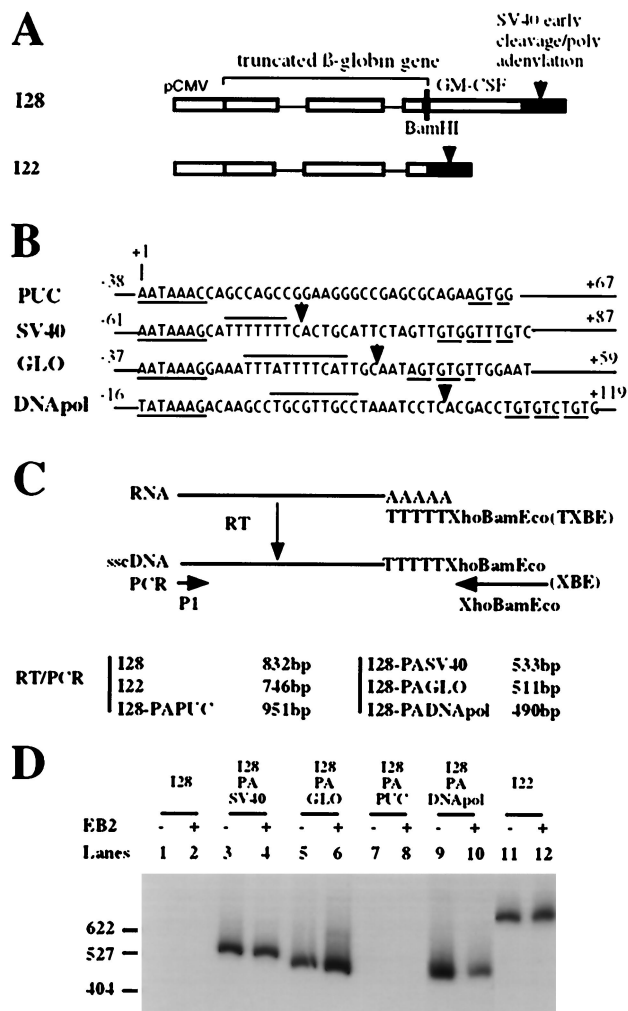 A
SV40 early
cleavage/poly
adenylation
truncated ß-globin gene
pCMV
GM-CSF
I28
BamHI
I22
B
+1
-38 +67
PUC AATAAACCAGCCAGCCGGAAGGGCCGAGCGCAGAAGTGG
-61 +87
SV40 AATAAAGCATTTTTTTCACTGCATTCTAGTTGTGGTTTGTC
-37 +59
GLO AATAAAGGAAATTTATTTTCATTGCAATAGTGTGTTGGAAT
-16 +119
DNApol TATAAAGACAAGCCTGCGTTGCCTAAATCCTCACGACCTGTGTCTGTG
C
RNA AAAAA
TTTTTXhoBamEco(TXBE)
RT
sscDNA TTTTTXhoBamEco
PCR (XBE)
P1 XhoBamEco
RT/PCR
I28 832bp I28-PASV40 533bp
I22 746bp I28-PAGLO 511bp
I28-PAPUC 951bp I28-PADNApol 490bp
D
I28 I28 PA SV40 I28 PA GLO I28 PA PUC I28 PA DNApol I22
EB2 - + - + - + - + - + - +
Lanes 1 2 3 4 5 6 7 8 9 10 11 12
622
527
404